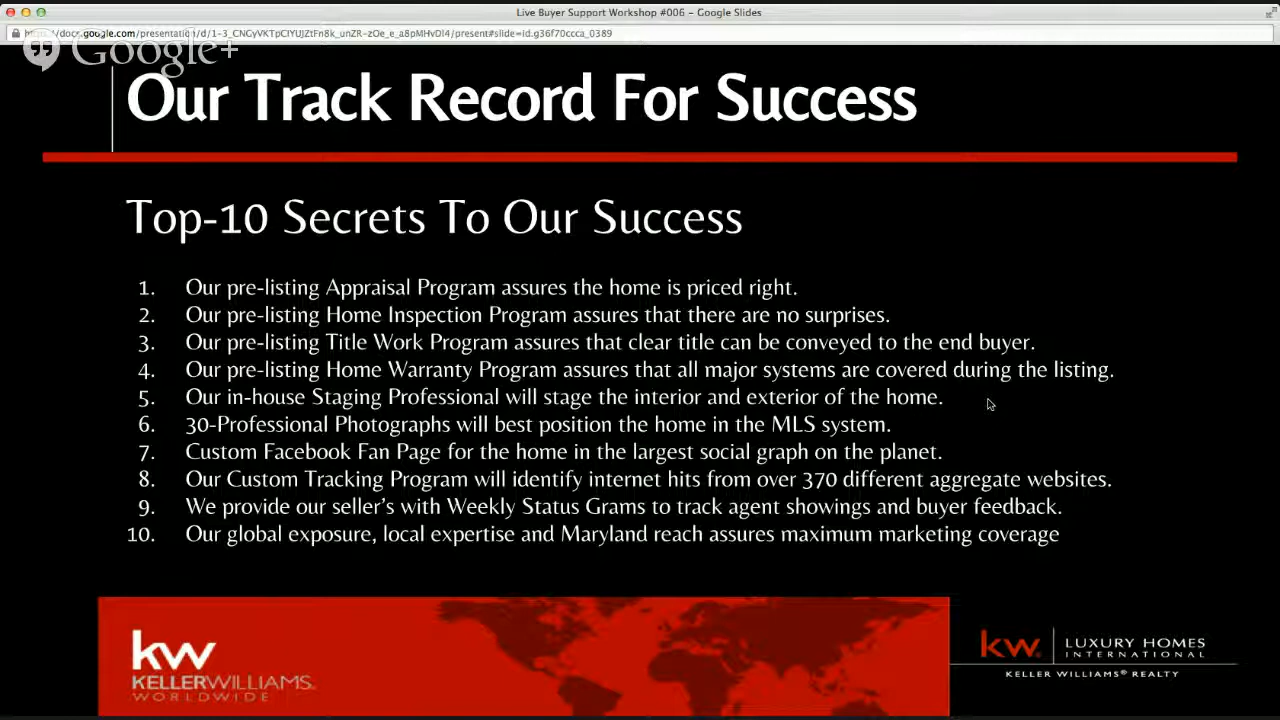 Live Buyer Support Workshop #006 – Google Slides
docs.google.com/presentation/d/
/present#slide=id.g36f70ccca_0389
Google+
Our Track Record For Success
Top-10 Secrets To Our Success
1. Our pre-listing Appraisal Program assures the home is priced right.
2. Our pre-listing Home Inspection Program assures that there are no surprises.
3. Our pre-listing Title Work Program assures that clear title can be conveyed to the end buyer.
4. Our pre-listing Home Warranty Program assures that all major systems are covered during the listing.
5. Our in-house Staging Professional will stage the interior and exterior of the home.
6. 30-Professional Photographs will best position the home in the MLS system.
7. Custom Facebook Fan Page for the home in the largest social graph on the planet.
8. Our Custom Tracking Program will identify internet hits from over 370 different aggregate websites.
9. We provide our seller's with Weekly Status Grams to track agent showings and buyer feedback.
10. Our global exposure, local expertise and Maryland reach assures maximum marketing coverage
kw
KELLERWILLIAMS
WORLDWIDE
kw
LUXURY HOMES
INTERNATIONAL
KELLER WILLIAMS® REALTY